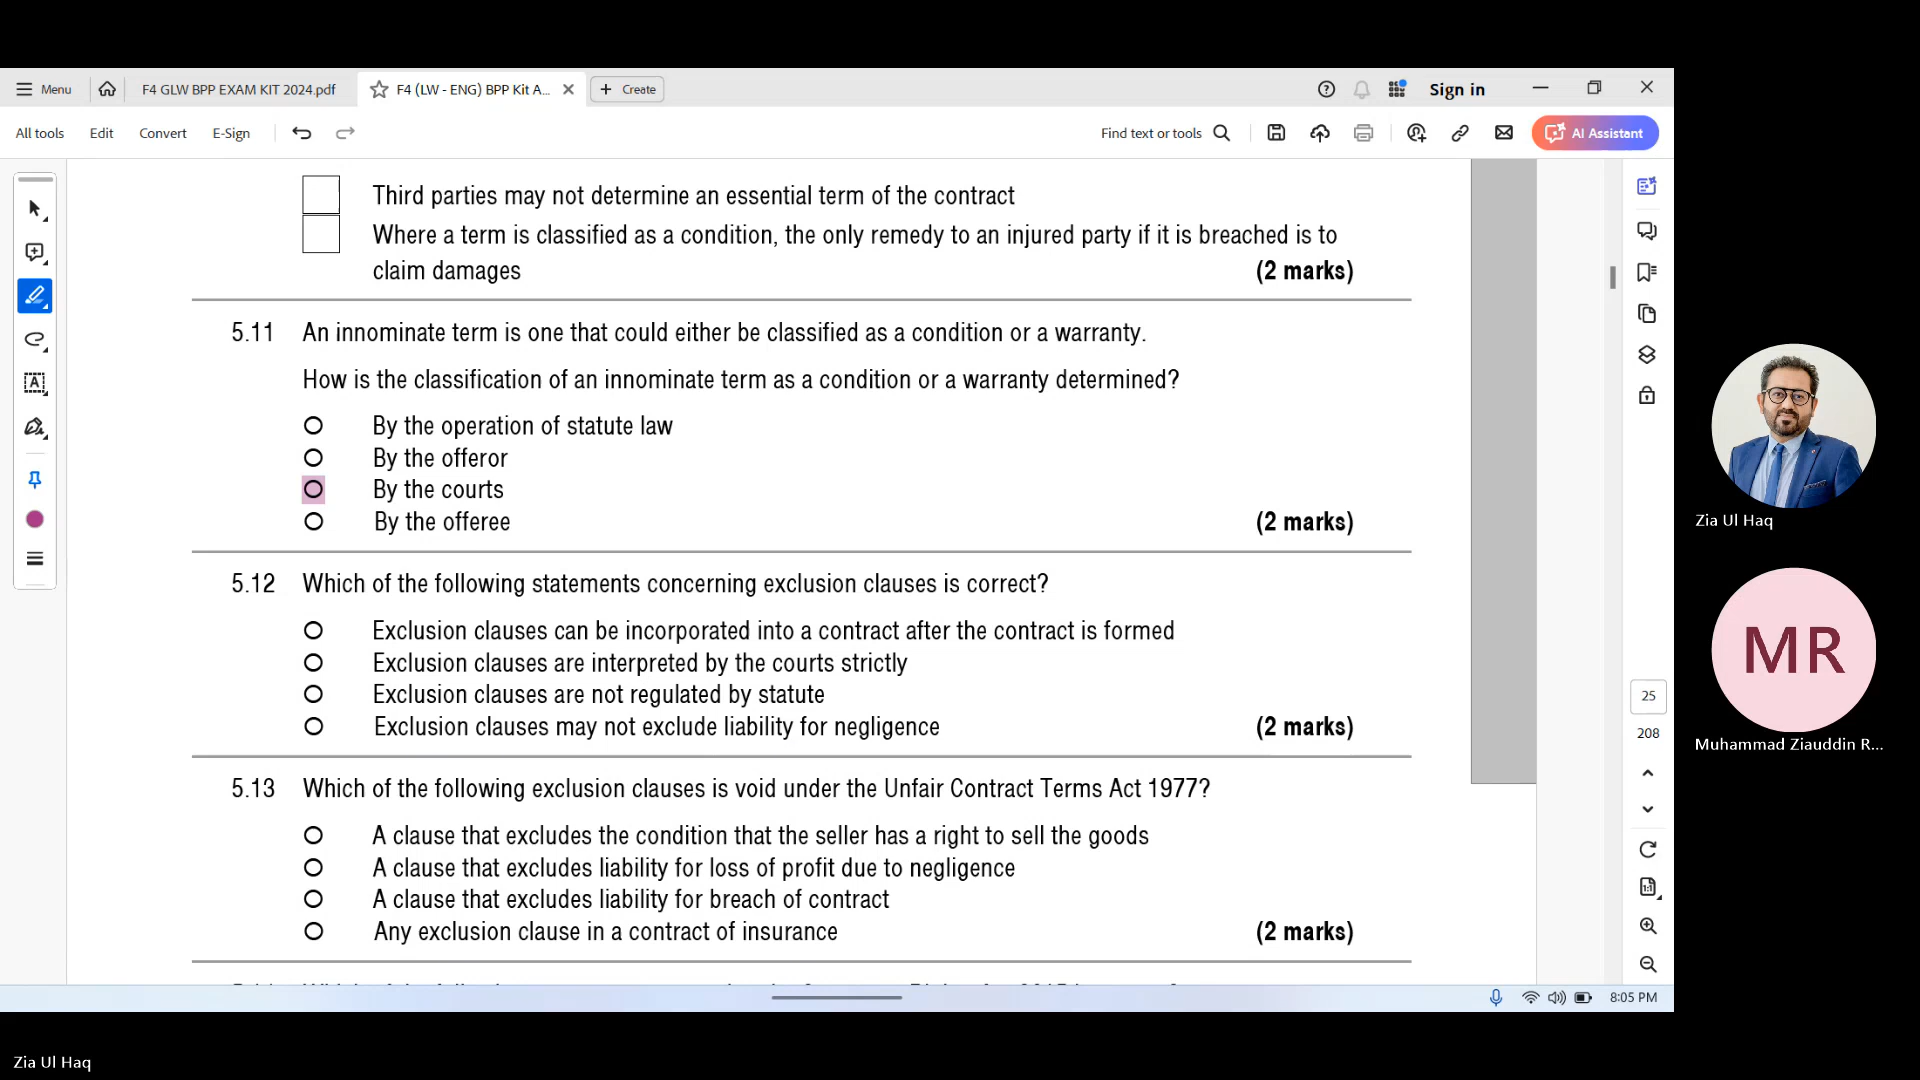 Menu
F4 GLW BPP EXAM KIT 2024.pdf
F4 (LW - ENG) BPP Kit A...
Create
Sign in
All tools
Edit
Convert
E-Sign
Find text or tools
AI Assistant
Third parties may not determine an essential term of the contract
Where a term is classified as a condition, the only remedy to an injured party if it is breached is to
claim damages (2 marks)
5.11 An innominate term is one that could either be classified as a condition or a warranty.
How is the classification of an innominate term as a condition or a warranty determined?
By the operation of statute law
By the offeror
By the courts
By the offeree (2 marks)
5.12 Which of the following statements concerning exclusion clauses is correct?
Exclusion clauses can be incorporated into a contract after the contract is formed
Exclusion clauses are interpreted by the courts strictly
Exclusion clauses are not regulated by statute
Exclusion clauses may not exclude liability for negligence (2 marks)
5.13 Which of the following exclusion clauses is void under the Unfair Contract Terms Act 1977?
A clause that excludes the condition that the seller has a right to sell the goods
A clause that excludes liability for loss of profit due to negligence
A clause that excludes liability for breach of contract
Any exclusion clause in a contract of insurance (2 marks)
25
208
8:05 PM
Zia Ul Haq
MR
Muhammad Ziauddin R...
Zia Ul Haq